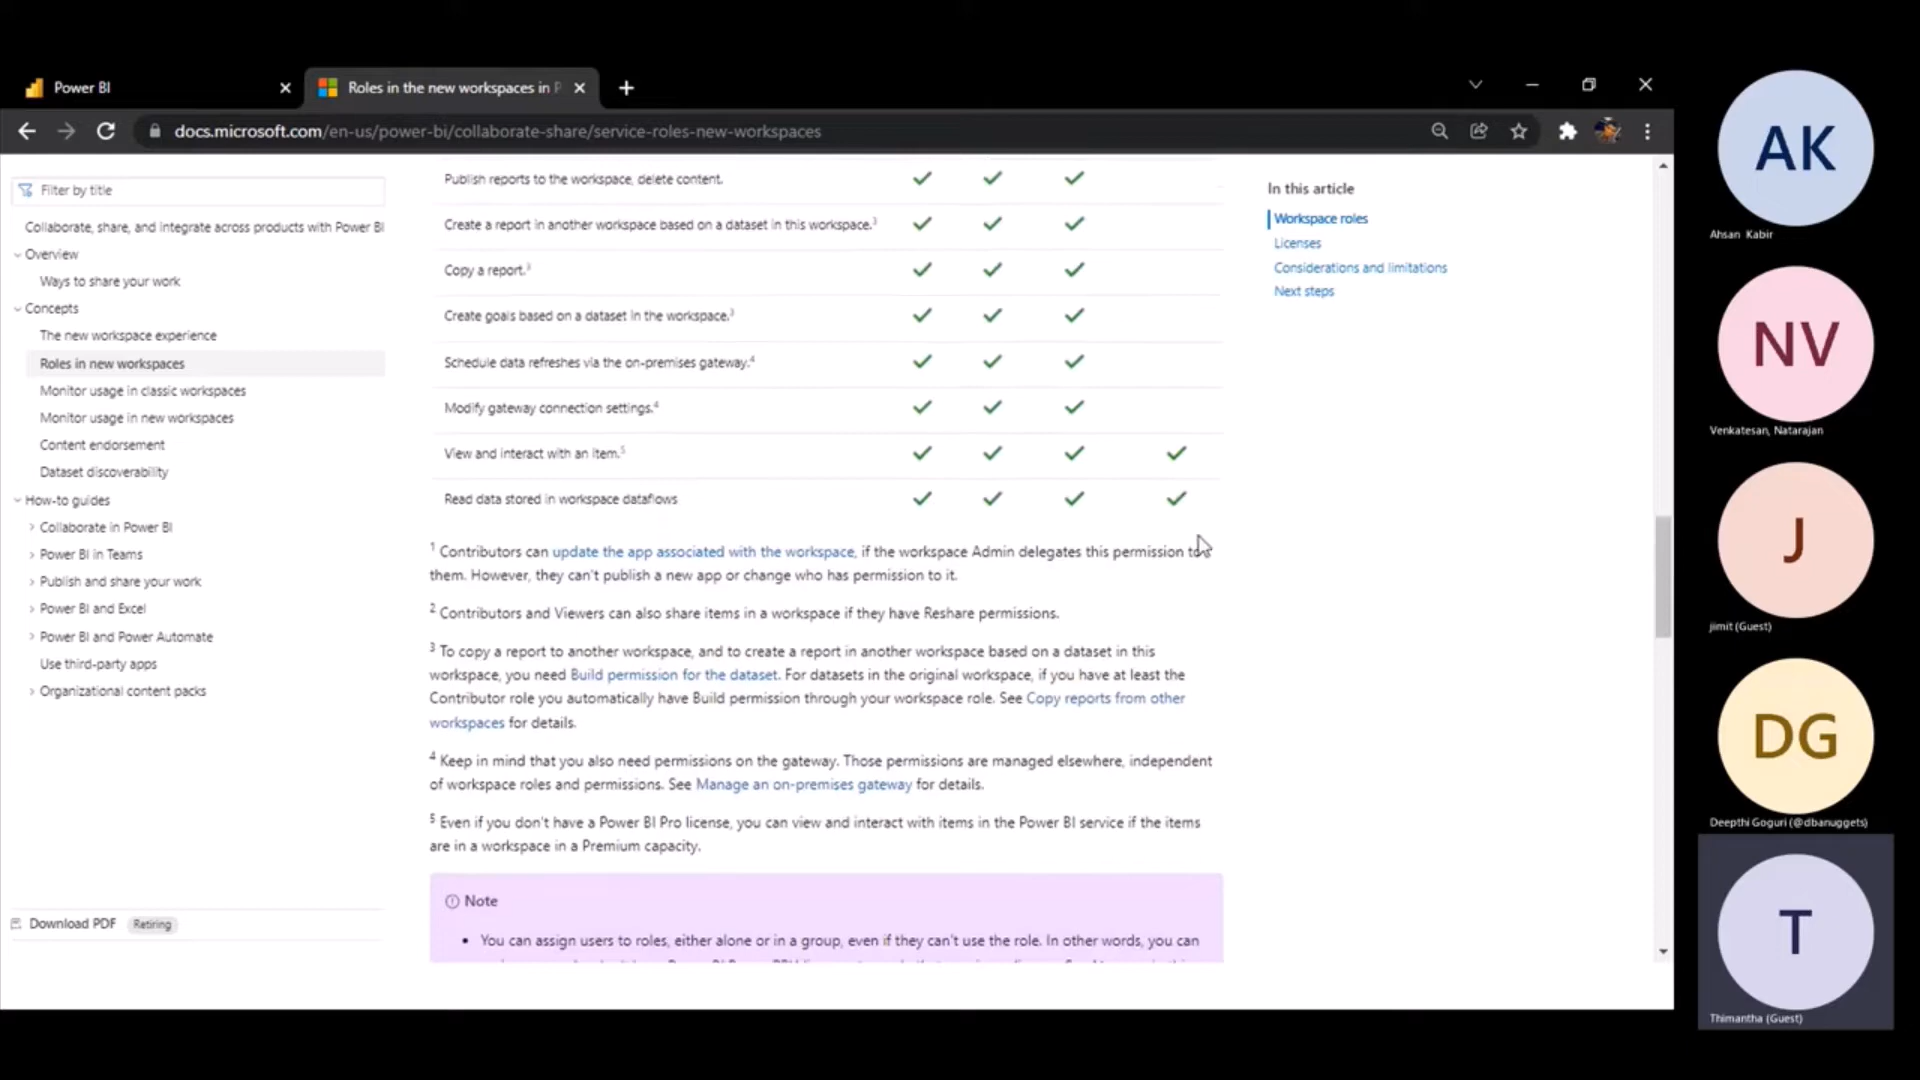 Power BI
Roles in the new workspaces in P
docs.microsoft.com/en-us/power-bi/collaborate-share/service-roles-new-workspaces
Filter by title
Collaborate, share, and integrate across products with Power BI
Overview
Ways to share your work
Concepts
The new workspace experience
Roles in new workspaces
Monitor usage in classic workspaces
Monitor usage in new workspaces
Content endorsement
Dataset discoverability
How-to guides
Collaborate in Power BI
Power BI in Teams
Publish and share your work
Power BI and Excel
Power BI and Power Automate
Use third-party apps
Organizational content packs
Download PDF Retiring
Publish reports to the workspace, delete content.
Create a report in another workspace based on a dataset in this workspace.3
Copy a report.3
Create goals based on a dataset in the workspace.3
Schedule data refreshes via the on-premises gateway.4
Modify gateway connection settings.4
View and interact with an item.5
Read data stored in workspace dataflows
1 Contributors can update the app associated with the workspace, if the workspace Admin delegates this permission to
them. However, they can't publish a new app or change who has permission to it.
2 Contributors and Viewers can also share items in a workspace if they have Reshare permissions.
3 To copy a report to another workspace, and to create a report in another workspace based on a dataset in this
workspace, you need Build permission for the dataset. For datasets in the original workspace, if you have at least the
Contributor role you automatically have Build permission through your workspace role. See Copy reports from other
workspaces for details.
4 Keep in mind that you also need permissions on the gateway. Those permissions are managed elsewhere, independent
of workspace roles and permissions. See Manage an on-premises gateway for details.
5 Even if you don't have a Power BI Pro license, you can view and interact with items in the Power BI service if the items
are in a workspace in a Premium capacity.
Note
• You can assign users to roles, either alone or in a group, even if they can't use the role. In other words, you can
In this article
Workspace roles
Licenses
Considerations and limitations
Next steps
AK
Ahsan Kabir
NV
Venkatesan, Natarajan
J
jimit (Guest)
DG
Deepthi Goguri (@dbanuggets)
T
Thimantha (Guest)